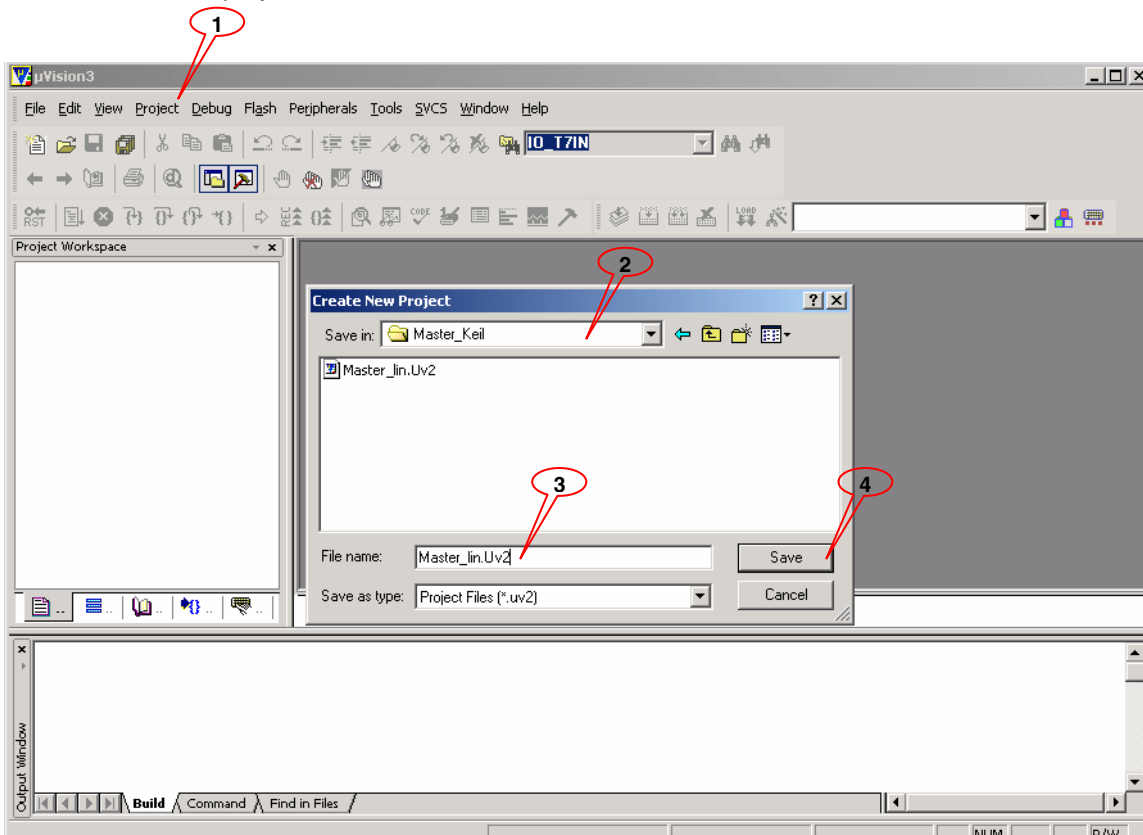 1
µVision3
File Edit View Project Debug Flash Peripherals Tools SVCS Window Help
IO_T7IN
RST CODE LOAD
Project Workspace
2
Create New Project
Save in: Master_Keil
Master_lin.Uv2
3
4
File name: Master_lin.Uv2 Save
Save as type: Project Files (*.uv2) Cancel
Output Window
Build Command Find in Files
NUM R/W